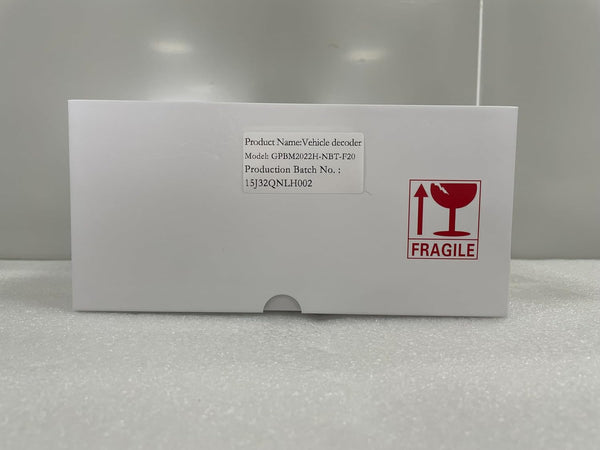 Product Name:Vehicle decoder
Model: GPBM2022H-NBT-F20
Production Batch No. :
15J32QNLH002
FRAGILE